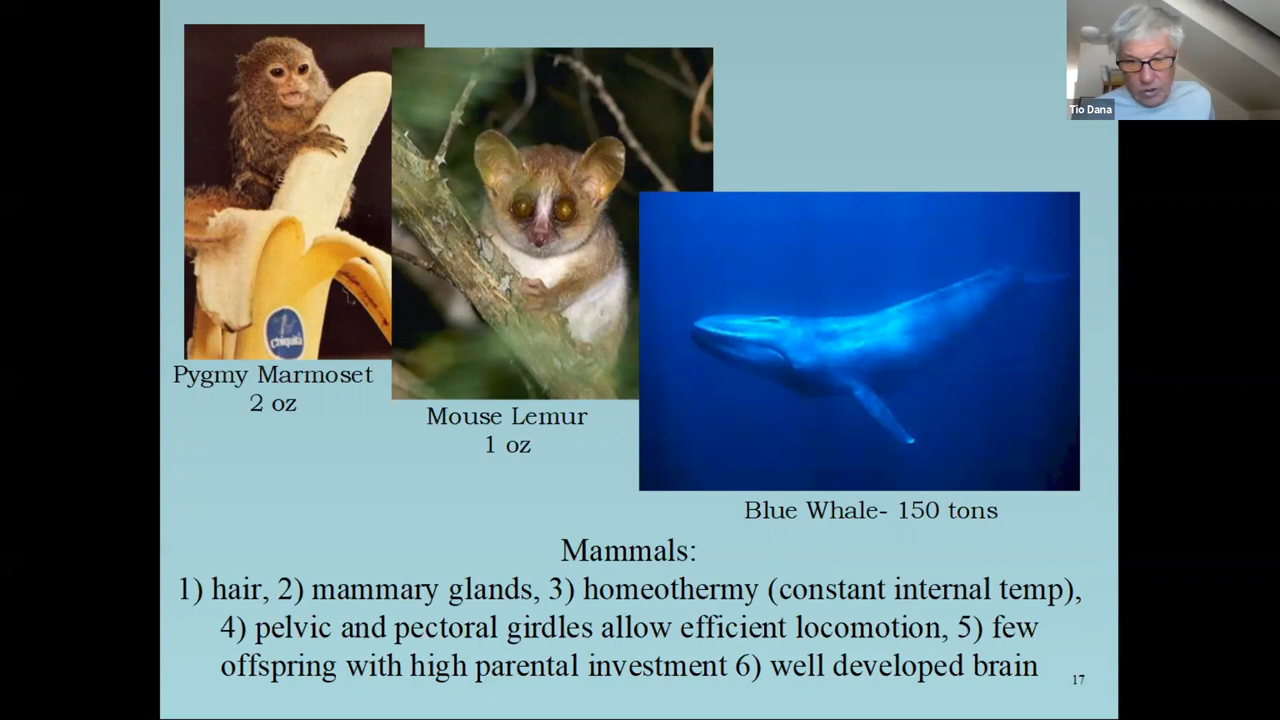 Tio Dana
Chiquita
Pygmy Marmoset
2 oz
Mouse Lemur
1 oz
Blue Whale- 150 tons
Mammals:
1) hair, 2) mammary glands, 3) homeothermy (constant internal temp),
4) pelvic and pectoral girdles allow efficient locomotion, 5) few
offspring with high parental investment 6) well developed brain
17